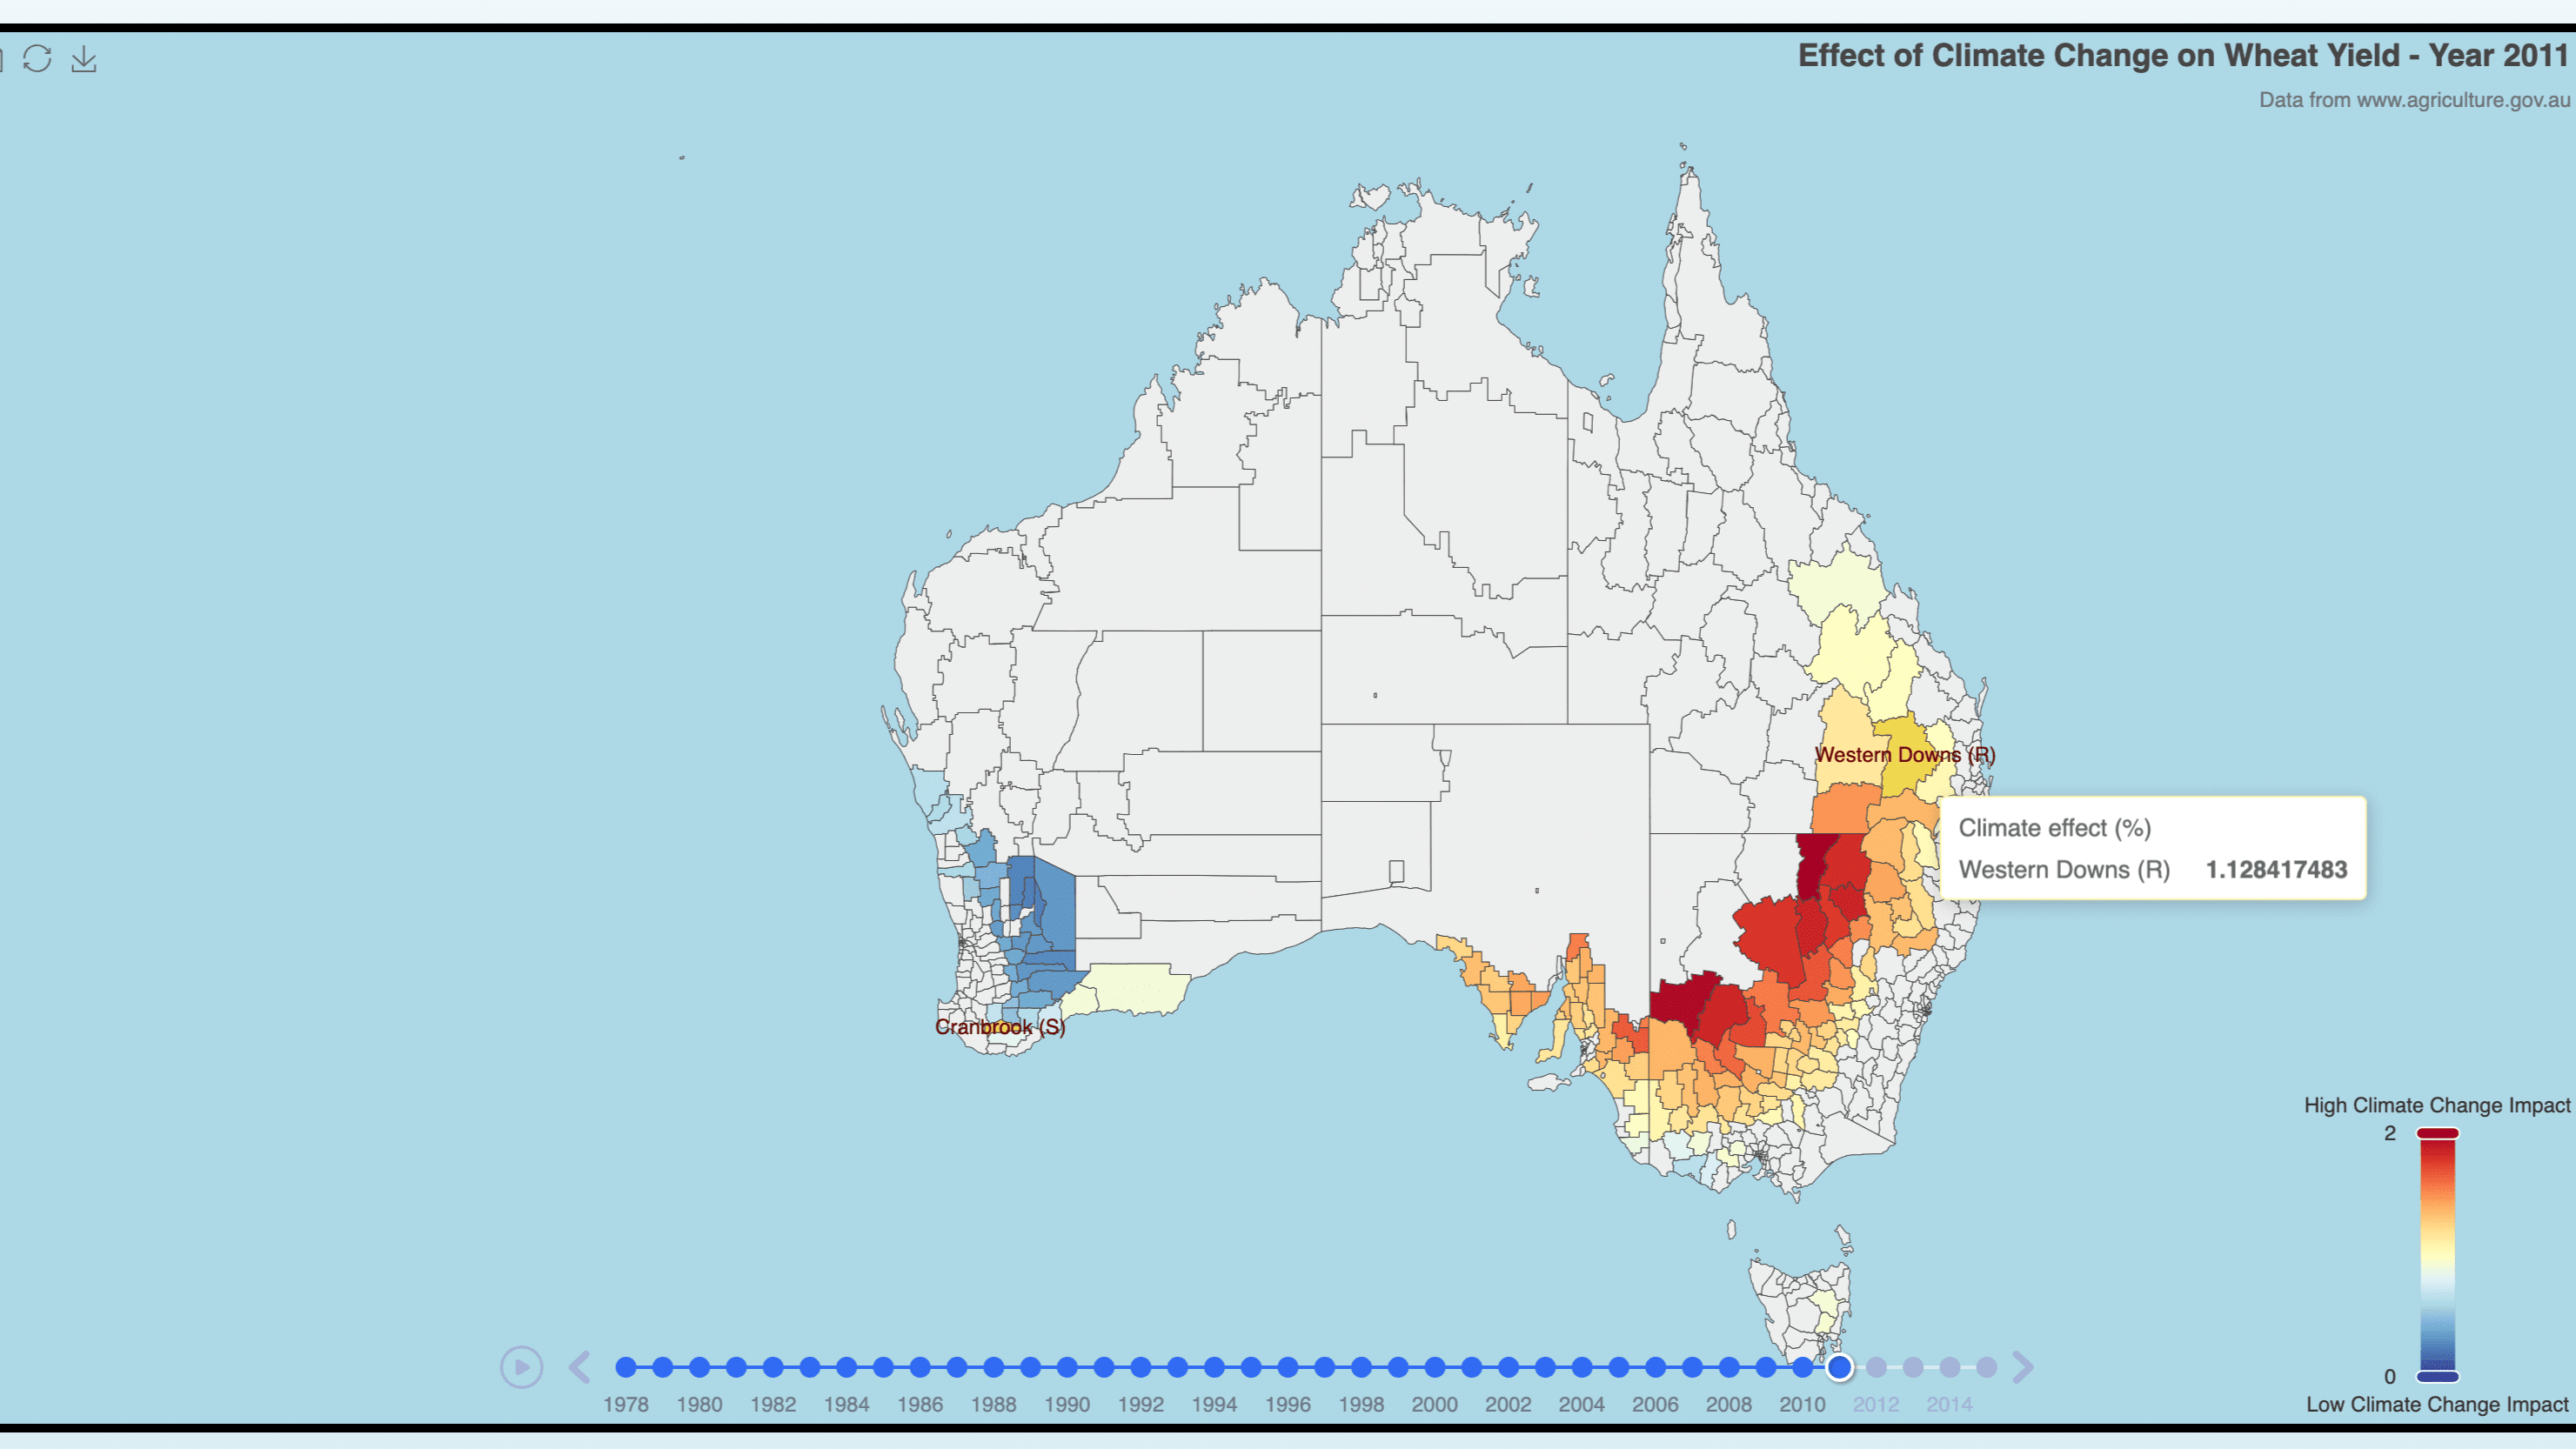 Effect of Climate Change on Wheat Yield - Year 2011
Data from www.agriculture.gov.au
Western Downs (R)
Climate effect (%)
Western Downs (R) 1.128417483
Cranbrook (S)
High Climate Change Impact
2
0
Low Climate Change Impact
1978 1980 1982 1984 1986 1988 1990 1992 1994 1996 1998 2000 2002 2004 2006 2008 2010 2012 2014